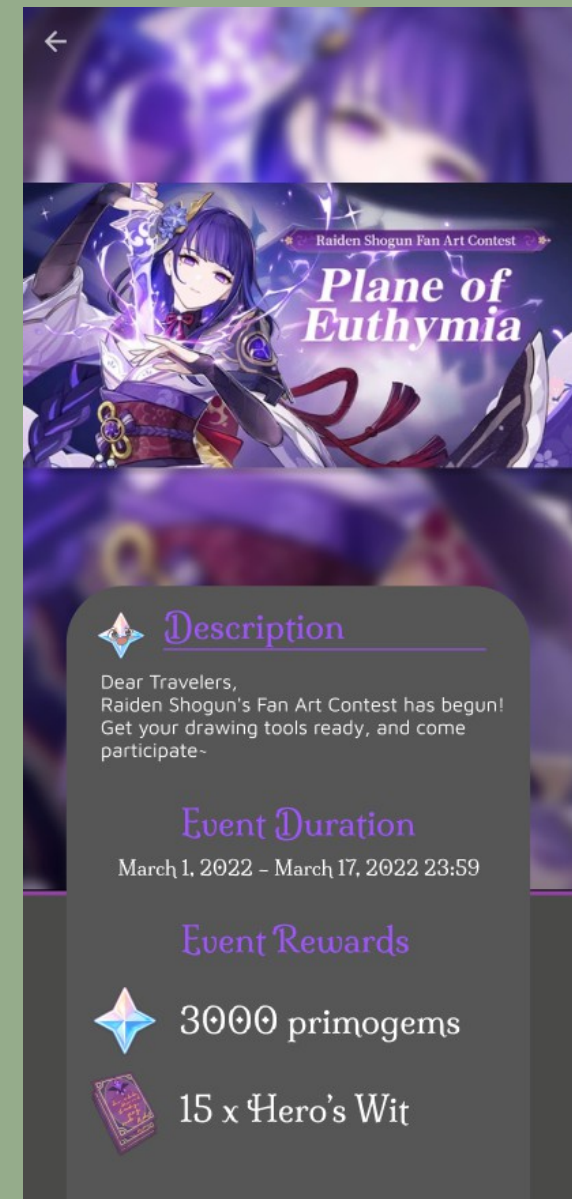 Raiden Shogun Fan Art Contest
Plane of
Euthymia
Description
Dear Travelers,
Raiden Shogun's Fan Art Contest has begun!
Get your drawing tools ready, and come
participate~
Event Duration
March 1, 2022 - March 17, 2022 23:59
Event Rewards
3000 primogems
15 x Hero's Wit